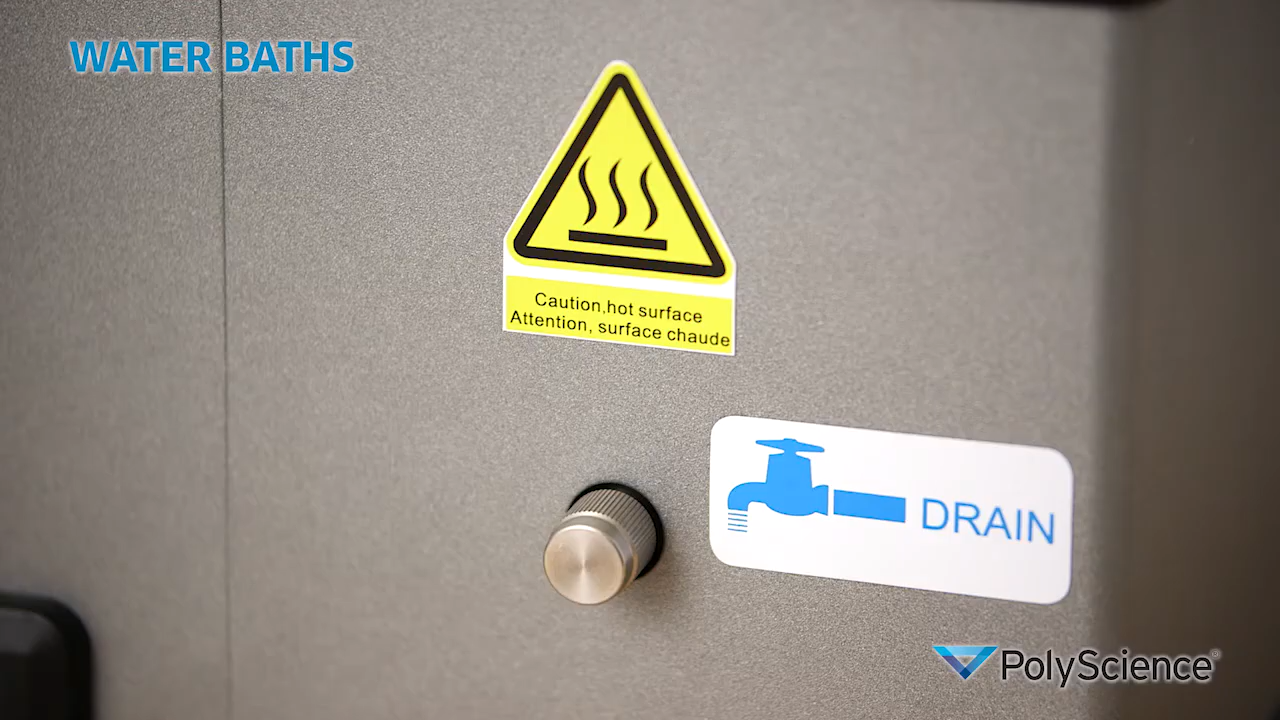 WATER BATHS
Caution,hot surface
Attention, surface chaude
DRAIN
PolyScience®